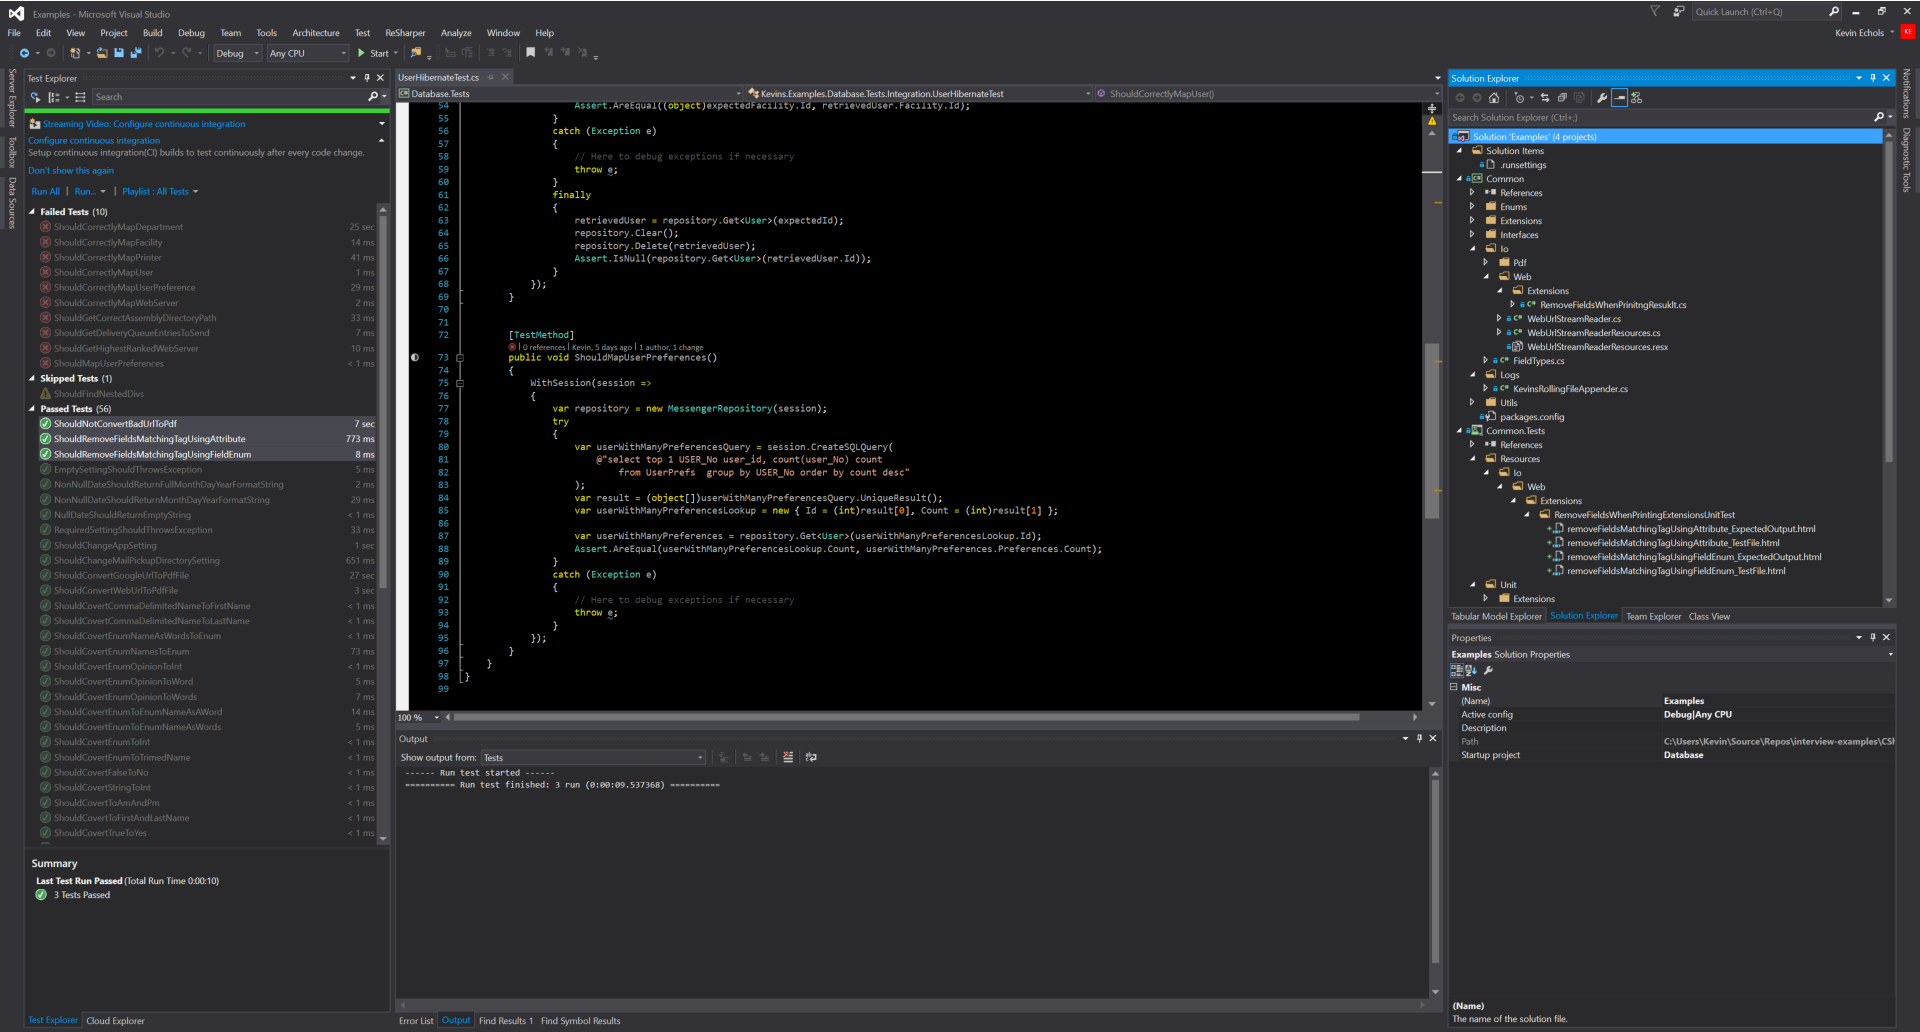 Examples - Microsoft Visual Studio
Quick Launch (Ctrl+Q)
File Edit View Project Build Debug Team Tools Architecture Test ReSharper Analyze Window Help
Kevin Echols KE
Debug Any CPU Start
Server Explorer
Toolbox
Data Sources
Test Explorer
Search
Streaming Video: Configure continuous integration
Configure continuous integration
Setup continuous integration(CI) builds to test continuously after every code change.
Don't show this again
Run All | Run... | Playlist : All Tests
Failed Tests (10)
ShouldCorrectlyMapDepartment 25 sec
ShouldCorrectlyMapFacility 14 ms
ShouldCorrectlyMapPrinter 41 ms
ShouldCorrectlyMapUser 1 ms
ShouldCorrectlyMapUserPreference 29 ms
ShouldCorrectlyMapWebServer 2 ms
ShouldGetCorrectAssemblyDirectoryPath 33 ms
ShouldGetDeliveryQueueEntriesToSend 7 ms
ShouldGetHighestRankedWebServer 10 ms
ShouldMapUserPreferences < 1 ms
Skipped Tests (1)
ShouldFindNestedDivs
Passed Tests (56)
ShouldNotConvertBadUrlToPdf 7 sec
ShouldRemoveFieldsMatchingTagUsingAttribute 773 ms
ShouldRemoveFieldsMatchingTagUsingFieldEnum 8 ms
EmptySettingShouldThrowsException 5 ms
NonNullDateShouldReturnFullMonthDayYearFormatString 2 ms
NonNullDateShouldReturnMonthDayYearFormatString 29 ms
NullDateShouldReturnEmptyString < 1 ms
RequiredSettingShouldThrowsException 33 ms
ShouldChangeAppSetting 1 sec
ShouldChangeMailPickupDirectorySetting 651 ms
ShouldConvertGoogleUrlToPdfFile 27 sec
ShouldConvertWebUrlToPdfFile 3 sec
ShouldCovertCommaDelimitedNameToFirstName < 1 ms
ShouldCovertCommaDelimitedNameToLastName < 1 ms
ShouldCovertEnumNameAsWordsToEnum < 1 ms
ShouldCovertEnumNamesToEnum 73 ms
ShouldCovertEnumOpinionToInt < 1 ms
ShouldCovertEnumOpinionToWord 5 ms
ShouldCovertEnumOpinionToWords 7 ms
ShouldCovertEnumToEnumNameAsAWord 14 ms
ShouldCovertEnumToEnumNameAsWords 5 ms
ShouldCovertEnumToInt < 1 ms
ShouldCovertEnumToTrimedName < 1 ms
ShouldCovertFalseToNo < 1 ms
ShouldCovertStringToInt < 1 ms
ShouldCovertToAmAndPm < 1 ms
ShouldCovertToFirstAndLastName < 1 ms
ShouldCovertTrueToYes < 1 ms
Summary
Last Test Run Passed (Total Run Time 0:00:10)
3 Tests Passed
Test Explorer Cloud Explorer
UserHibernateTest.cs
Database.Tests Kevins.Examples.Database.Tests.Integration.UserHibernateTest ShouldCorrectlyMapUser()
54 Assert.AreEqual((object)expectedFacility.Id, retrievedUser.Facility.Id);
55 }
56 catch (Exception e)
57 {
58 // Here to debug exceptions if necessary
59 throw e;
60 }
61 finally
62 {
63 retrievedUser = repository.Get<User>(expectedId);
64 repository.Clear();
65 repository.Delete(retrievedUser);
66 Assert.IsNull(repository.Get<User>(retrievedUser.Id));
67 }
68 });
69 }
70
71
72 [TestMethod]
0 references | Kevin, 5 days ago | 1 author, 1 change
73 public void ShouldMapUserPreferences()
74 {
75 WithSession(session =>
76 {
77 var repository = new MessengerRepository(session);
78 try
79 {
80 var userWithManyPreferencesQuery = session.CreateSQLQuery(
81 @"select top 1 USER_No user_id, count(user_No) count
82 from UserPrefs group by USER_No order by count desc"
83 );
84 var result = (object[])userWithManyPreferencesQuery.UniqueResult();
85 var userWithManyPreferencesLookup = new { Id = (int)result[0], Count = (int)result[1] };
86
87 var userWithManyPreferences = repository.Get<User>(userWithManyPreferencesLookup.Id);
88 Assert.AreEqual(userWithManyPreferencesLookup.Count, userWithManyPreferences.Preferences.Count);
89 }
90 catch (Exception e)
91 {
92 // Here to debug exceptions if necessary
93 throw e;
94 }
95 });
96 }
97 }
98 }
99
100 %
Output
Show output from: Tests
------ Run test started ------
========== Run test finished: 3 run (0:00:09.537368) ==========
Error List Output Find Results 1 Find Symbol Results
Solution Explorer
Search Solution Explorer (Ctrl+;)
Solution 'Examples' (4 projects)
Solution Items
.runsettings
Common
References
Enums
Extensions
Interfaces
Io
Pdf
Web
Extensions
RemoveFieldsWhenPrinitngResuklt.cs
WebUrlStreamReader.cs
WebUrlStreamReaderResources.cs
WebUrlStreamReaderResources.resx
FieldTypes.cs
Logs
KevinsRollingFileAppender.cs
Utils
packages.config
Common.Tests
References
Resources
Io
Web
Extensions
RemoveFieldsWhenPrintingExtensionsUnitTest
removeFieldsMatchingTagUsingAttribute_ExpectedOutput.html
removeFieldsMatchingTagUsingAttribute_TestFile.html
removeFieldsMatchingTagUsingFieldEnum_ExpectedOutput.html
removeFieldsMatchingTagUsingFieldEnum_TestFile.html
Unit
Extensions
Tabular Model Explorer Solution Explorer Team Explorer Class View
Properties
Examples Solution Properties
Misc
(Name) Examples
Active config Debug|Any CPU
Description
Path C:\Users\Kevin\Source\Repos\interview-examples\CSh
Startup project Database
(Name)
The name of the solution file.
Notifications
Diagnostic Tools